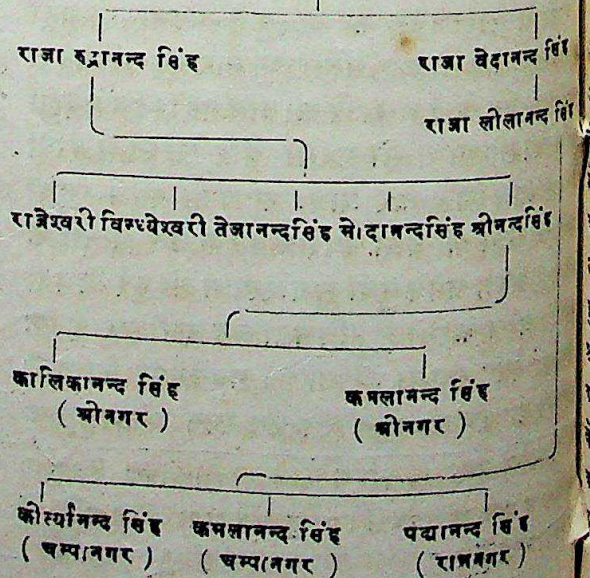 राजा रुद्रानन्द सिंह राजा वेदानन्द सिंह
राजा लीलानन्द सिंह
राजेश्वरी विन्ध्येश्वरी तेजानन्दसिंह मेादानन्दसिंह श्रीनन्दसिंह
कालिकानन्द सिंह कमलानन्द सिंह
( श्रीनगर ) ( श्रीनगर )
कीर्त्यानन्द सिंह कमलानन्द सिंह पद्मानन्द सिंह
( चम्पानगर ) ( चम्पानगर ) ( रामनगर )